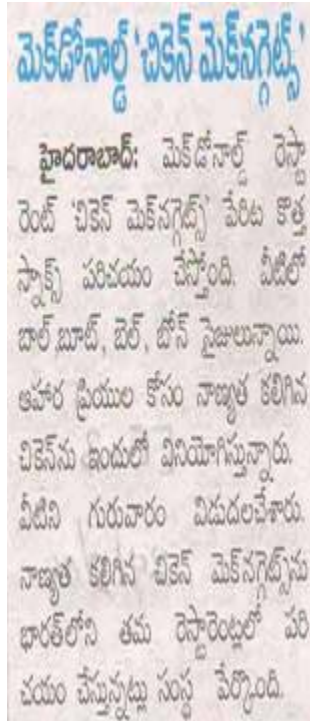 మెక్‌డోనాల్డ్ ‘చికెన్ మెక్‌నగ్గెట్స్’
హైదరాబాద్: మెక్‌డోనాల్డ్ రెస్టా
రెంట్ ‘చికెన్ మెక్‌నగ్గెట్స్’ పేరిట కొత్త
స్నాక్స్ పరిచయం చేస్తోంది. వీటిలో
బాల్,బూట్, బెల్, బోన్ సైజులున్నాయి.
ఆహార ప్రియుల కోసం నాణ్యత కలిగిన
చికెన్‌ను ఇందులో వినియోగిస్తున్నారు.
వీటిని గురువారం విడుదలచేశారు.
నాణ్యత కలిగిన చికెన్ మెక్‌నగ్గెట్స్‌ను
భారత్‌లోని తమ రెస్టారెంట్లలో పరి
చయం చేస్తున్నట్లు సంస్థ పేర్కొంది.